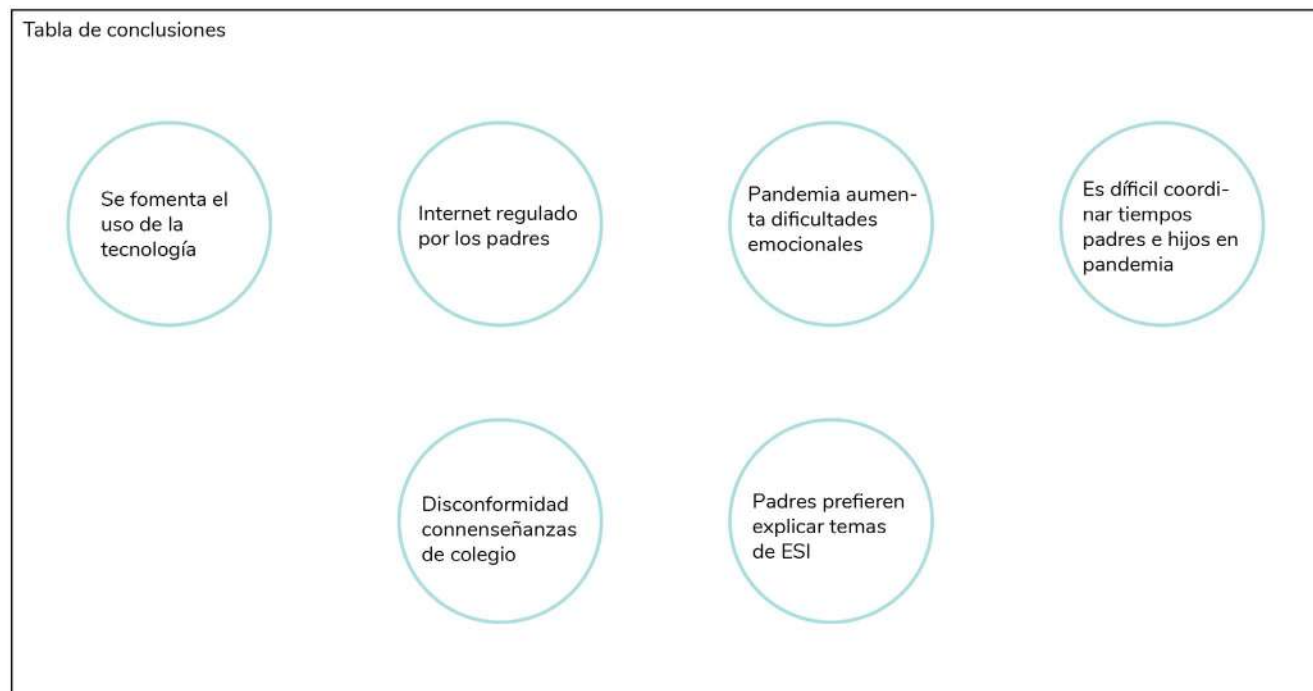 Tabla de conclusiones
Se fomenta el
uso de la
tecnología
Internet regulado
por los padres
Pandemia aumen-
ta dificultades
emocionales
Es díficil coordi-
nar tiempos
padres e hijos en
pandemia
Disconformidad
connenseñanzas
de colegio
Padres prefieren
explicar temas
de ESI